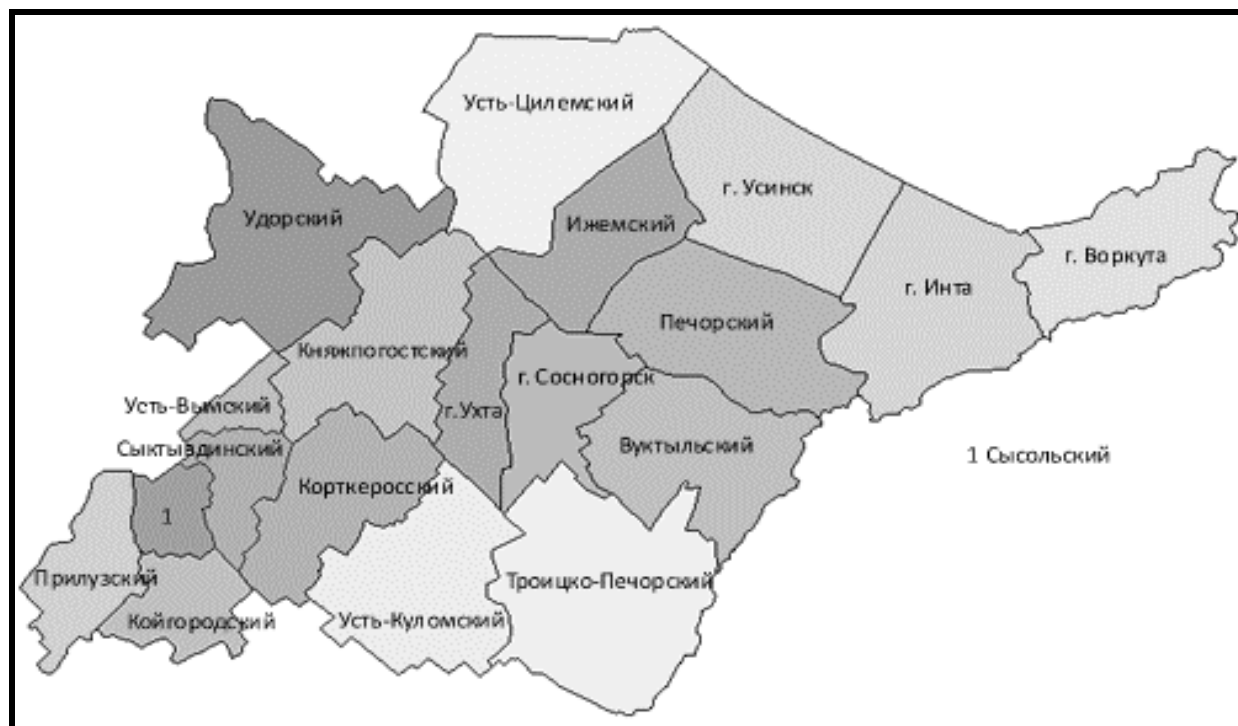 Усть-Цилемский
г. Усинск
Удорский
Ижемский
г. Воркута
г. Инта
Печорский
Княжпогостский
г. Сосногорск
Усть-Вымский
г.Ухта
Сыктывдинский
Вуктыльский
1 Сысольский
Корткеросский
1
Прилузский
Троицко-Печорский
Койгородский
Усть-Куломский